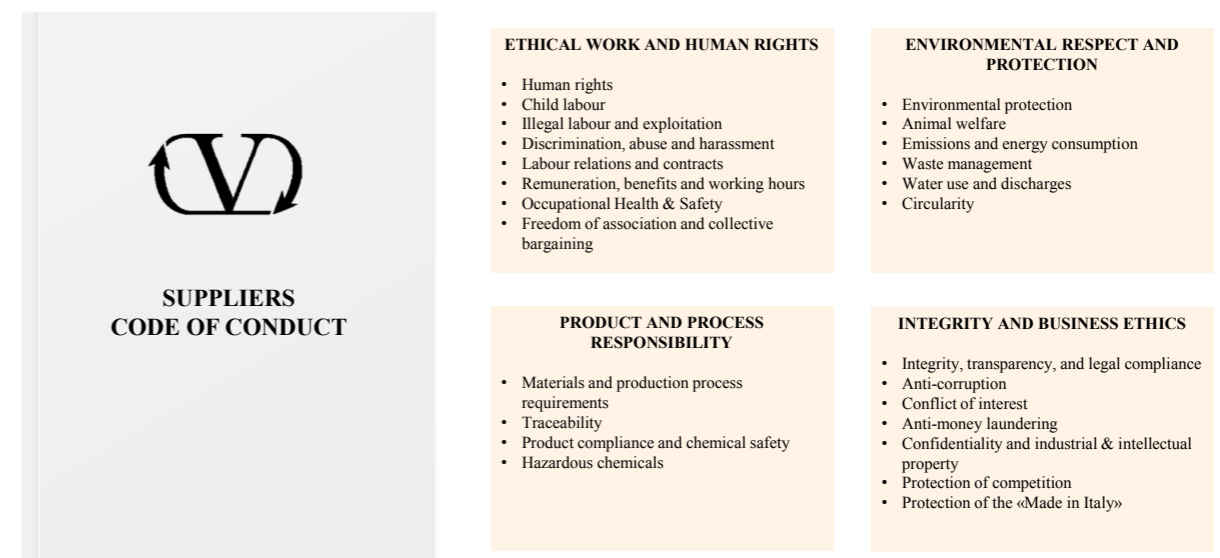 V
SUPPLIERS
CODE OF CONDUCT
ETHICAL WORK AND HUMAN RIGHTS
• Human rights
• Child labour
• Illegal labour and exploitation
• Discrimination, abuse and harassment
• Labour relations and contracts
• Remuneration, benefits and working hours
• Occupational Health & Safety
• Freedom of association and collective
bargaining
ENVIRONMENTAL RESPECT AND
PROTECTION
• Environmental protection
• Animal welfare
• Emissions and energy consumption
• Waste management
• Water use and discharges
• Circularity
PRODUCT AND PROCESS
RESPONSIBILITY
• Materials and production process
requirements
• Traceability
• Product compliance and chemical safety
• Hazardous chemicals
INTEGRITY AND BUSINESS ETHICS
• Integrity, transparency, and legal compliance
• Anti-corruption
• Conflict of interest
• Anti-money laundering
• Confidentiality and industrial & intellectual
property
• Protection of competition
• Protection of the «Made in Italy»